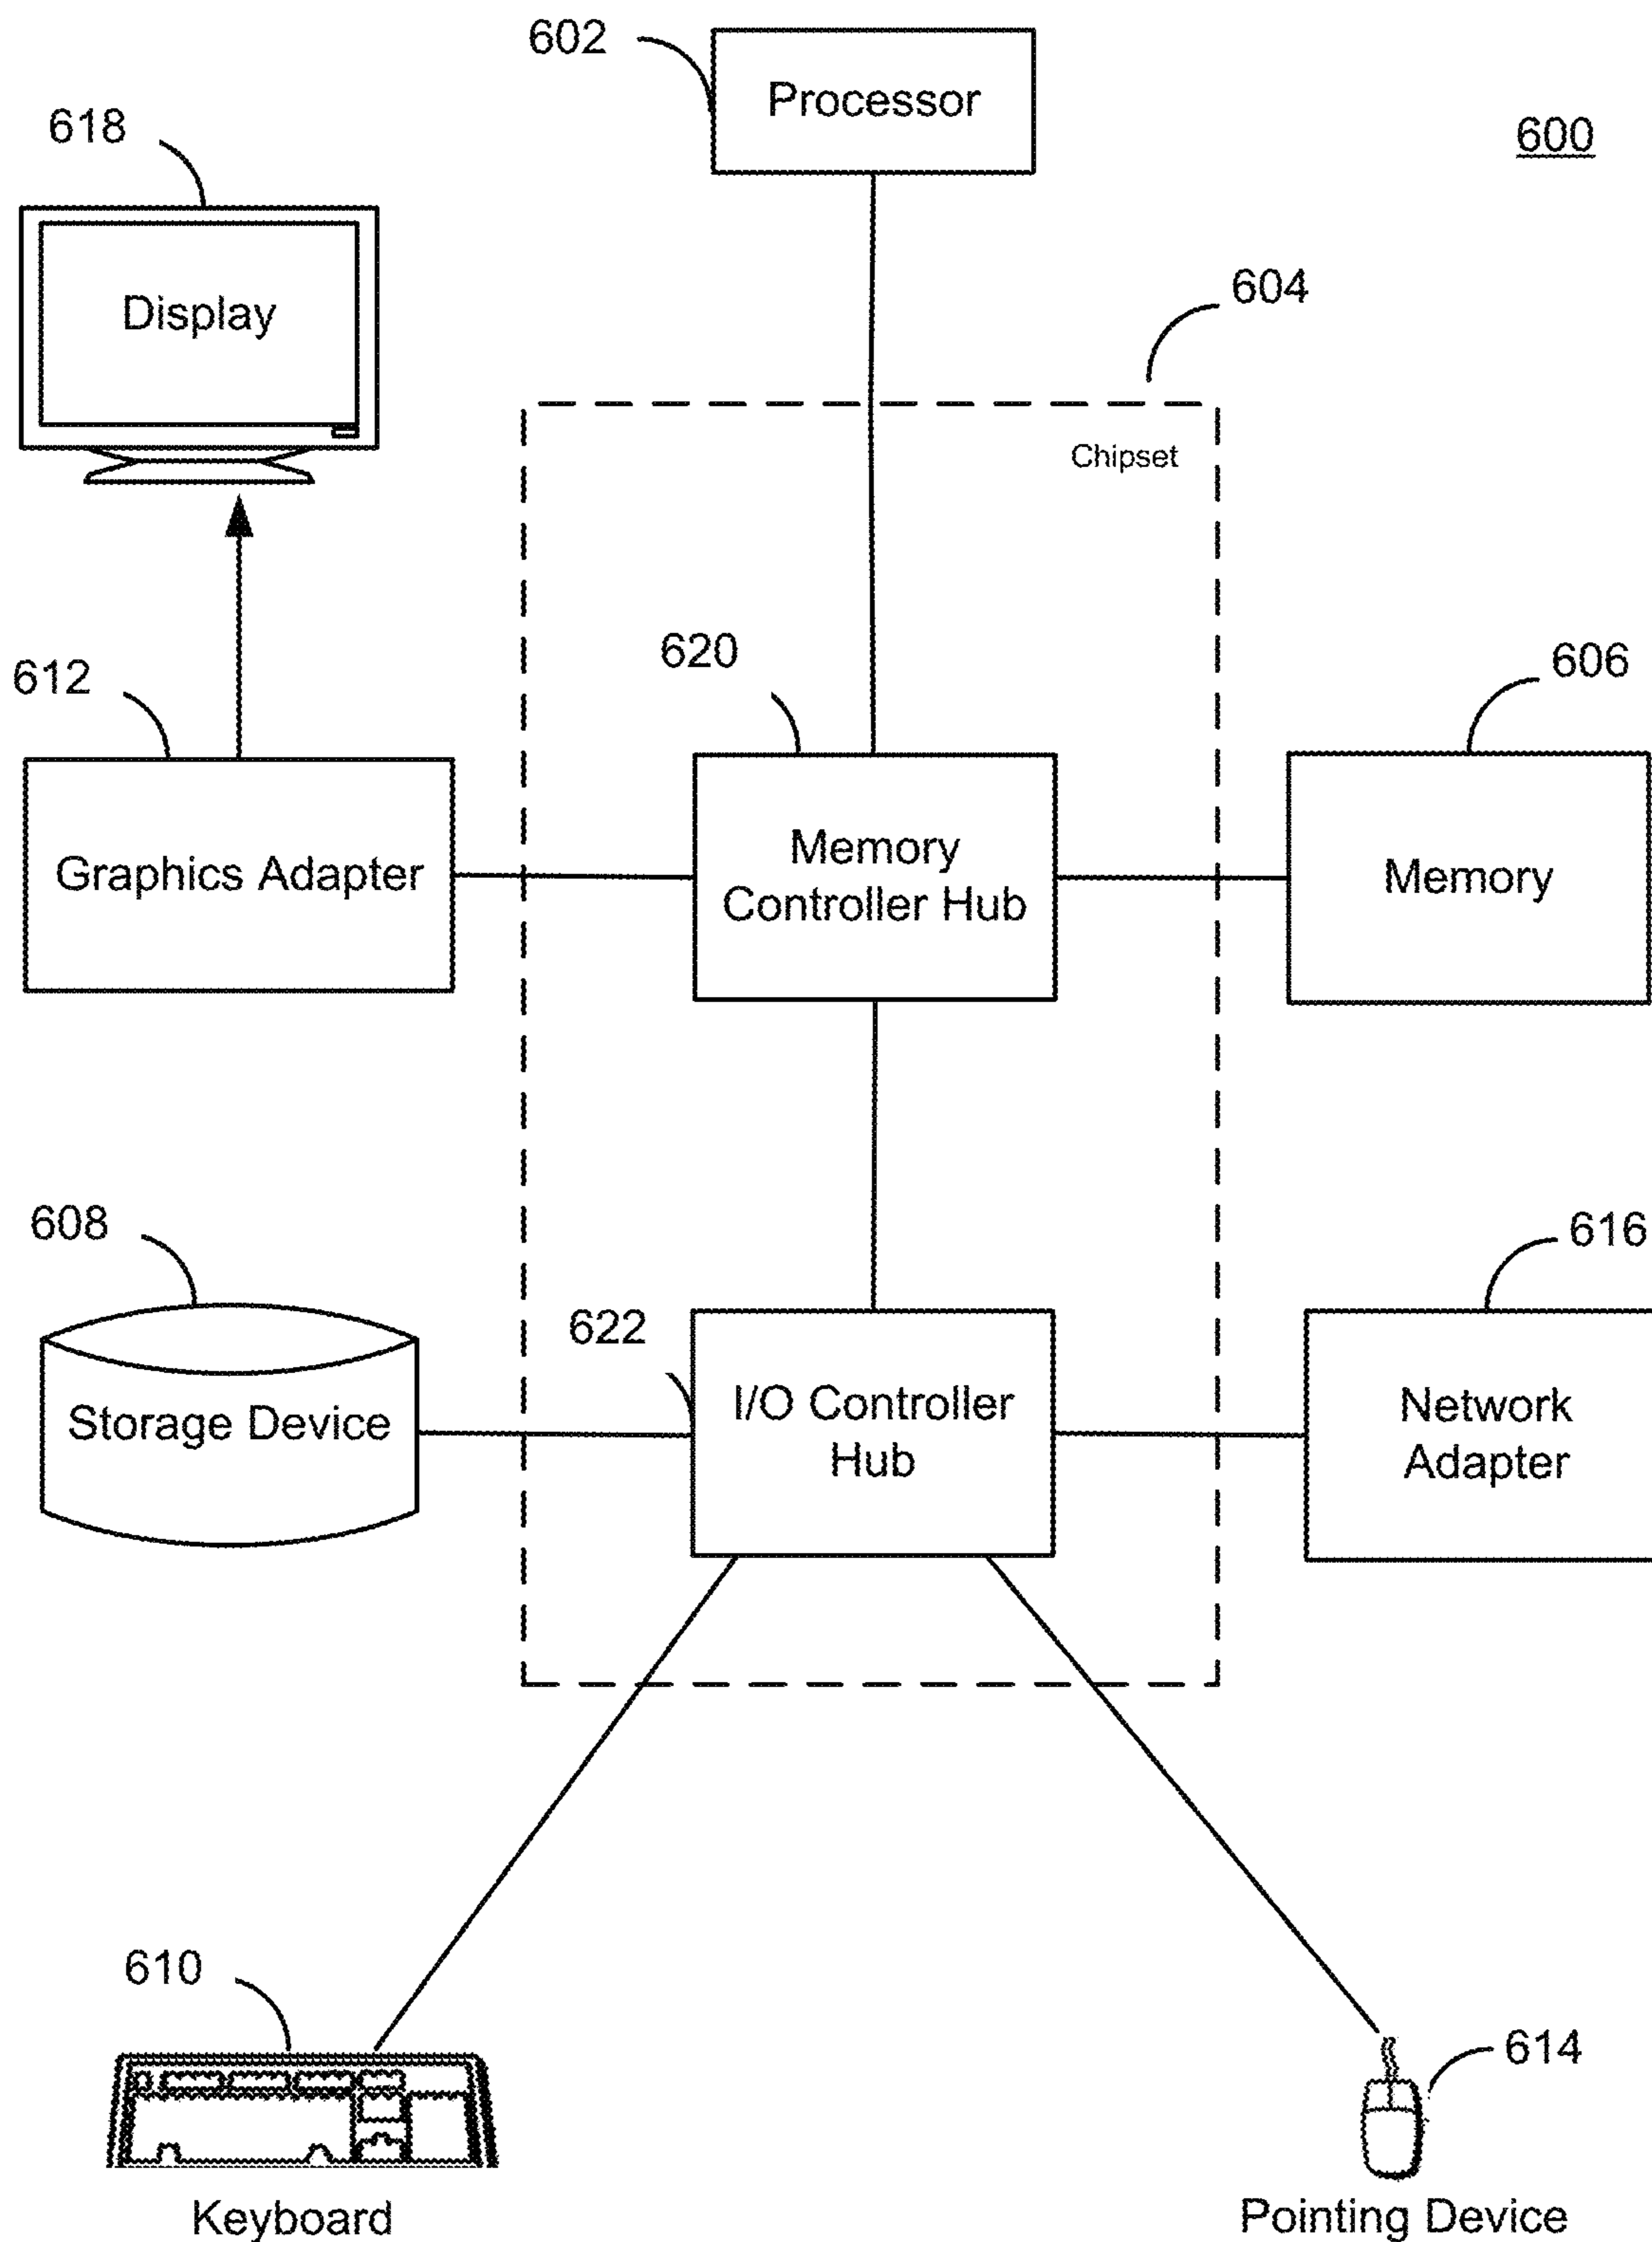 602
Processor
600
618
Display
604
Chipset
620
606
612
Memory
Controller Hub
Graphics Adapter
Memory
608
616
622
I/O Controller
Hub
Storage Device
Network
Adapter
610
614
Keyboard
Pointing Device